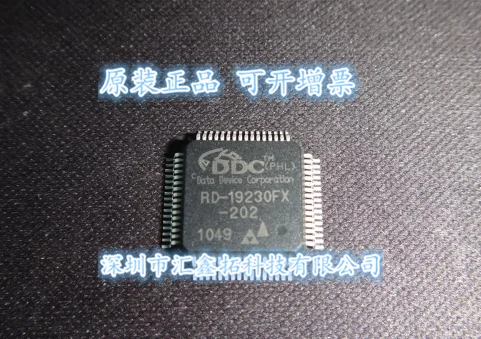 原装正品 可开增票
DDC™
(PHL)
Data Device Corporation
RD-19230FX
-202
1049
深圳市汇鑫拓科技有限公司